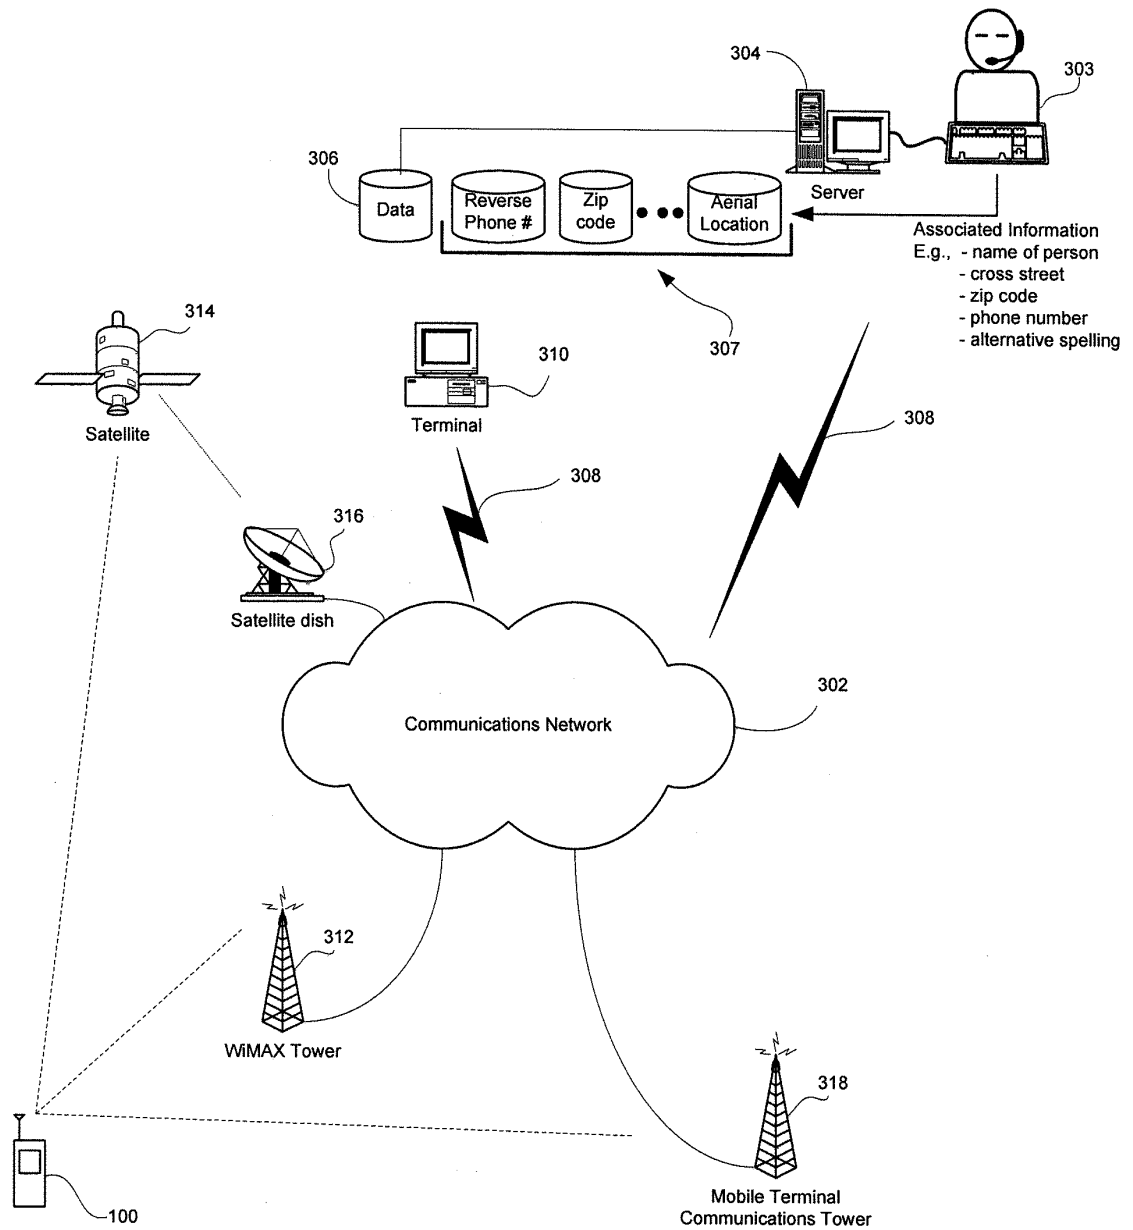 304
303
306
Data
Reverse
Phone #
Zip
code
Aerial
Location
Server
Associated Information
E.g., - name of person
- cross street
- zip code
- phone number
- alternative spelling
307
314
Satellite
310
Terminal
308
308
316
Satellite dish
302
Communications Network
312
WiMAX Tower
318
Mobile Terminal
Communications Tower
100